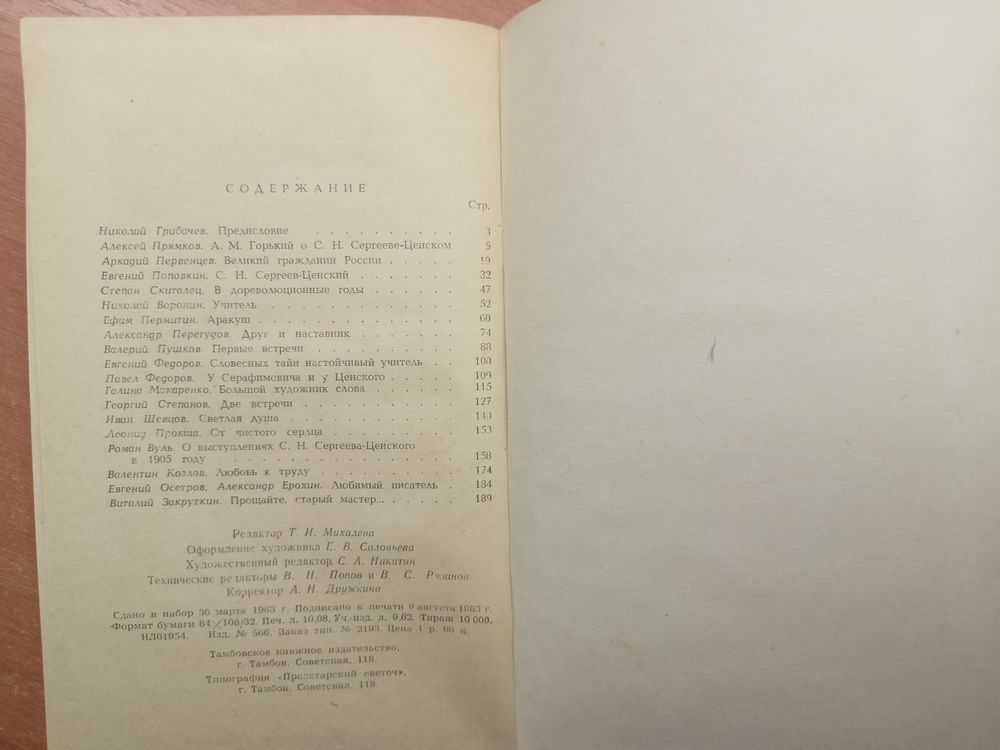 СОДЕРЖАНИЕ
Стр.
Николай Грибачев. Предисловие . . . . . . . . . . 3
Алексей Прямков. А. М. Горький о С. Н. Сергееве-Ценском 5
Аркадий Первенцев. Великий гражданин России . . . . . 19
Евгений Поповкин. С. Н. Сергеев-Ценский . . . . . . . 32
Степан Скиталец. В дореволюционные годы . . . . . . 47
Николай Воронин. Учитель . . . . . . . . . . . . 52
Ефим Пермитин. Аракуш . . . . . . . . . . . . . 60
Александр Перегудов. Друг и наставник . . . . . . . 74
Валерий Пушков. Первые встречи . . . . . . . . . . 88
Евгений Федоров. Словесных тайн настойчивый учитель . . 100
Павел Федоров. У Серафимовича и у Ценского . . . . . 109
Галина Макаренко. Большой художник слова . . . . . . 115
Георгий Степанов. Две встречи . . . . . . . . . . . 127
Иван Шевцов. Светлая душа . . . . . . . . . . . . 140
Леонид Прокша. От чистого сердца . . . . . . . . . 153
Роман Вуль. О выступлениях С. Н. Сергеева-Ценского
в 1905 году . . . . . . . . . . . . . . 158
Валентин Козлов. Любовь к труду . . . . . . . . . . 174
Евгений Осетров, Александр Ерохин. Любимый писатель . 184
Виталий Закруткин. Прощайте, старый мастер... . . . . . 189
Редактор Т. И. Михалева
Оформление художника Е. В. Соловьева
Художественный редактор С. А. Никитин
Технические редакторы В. И. Попов и В. С. Рязанов
Корректор А. Н. Дружкина
Сдано в набор 30 марта 1963 г. Подписано к печати 9 августа 1963 г.
Формат бумаги 84×108/32. Печ. л. 10,08. Уч.-изд. л. 9,62. Тираж 10 000.
НЛ01954. Изд. № 566. Заказ тип. № 2193. Цена 1 р. 06 к.
Тамбовское книжное издательство,
г. Тамбов, Советская, 118.
Типография «Пролетарский светоч»,
г. Тамбов, Советская, 118.